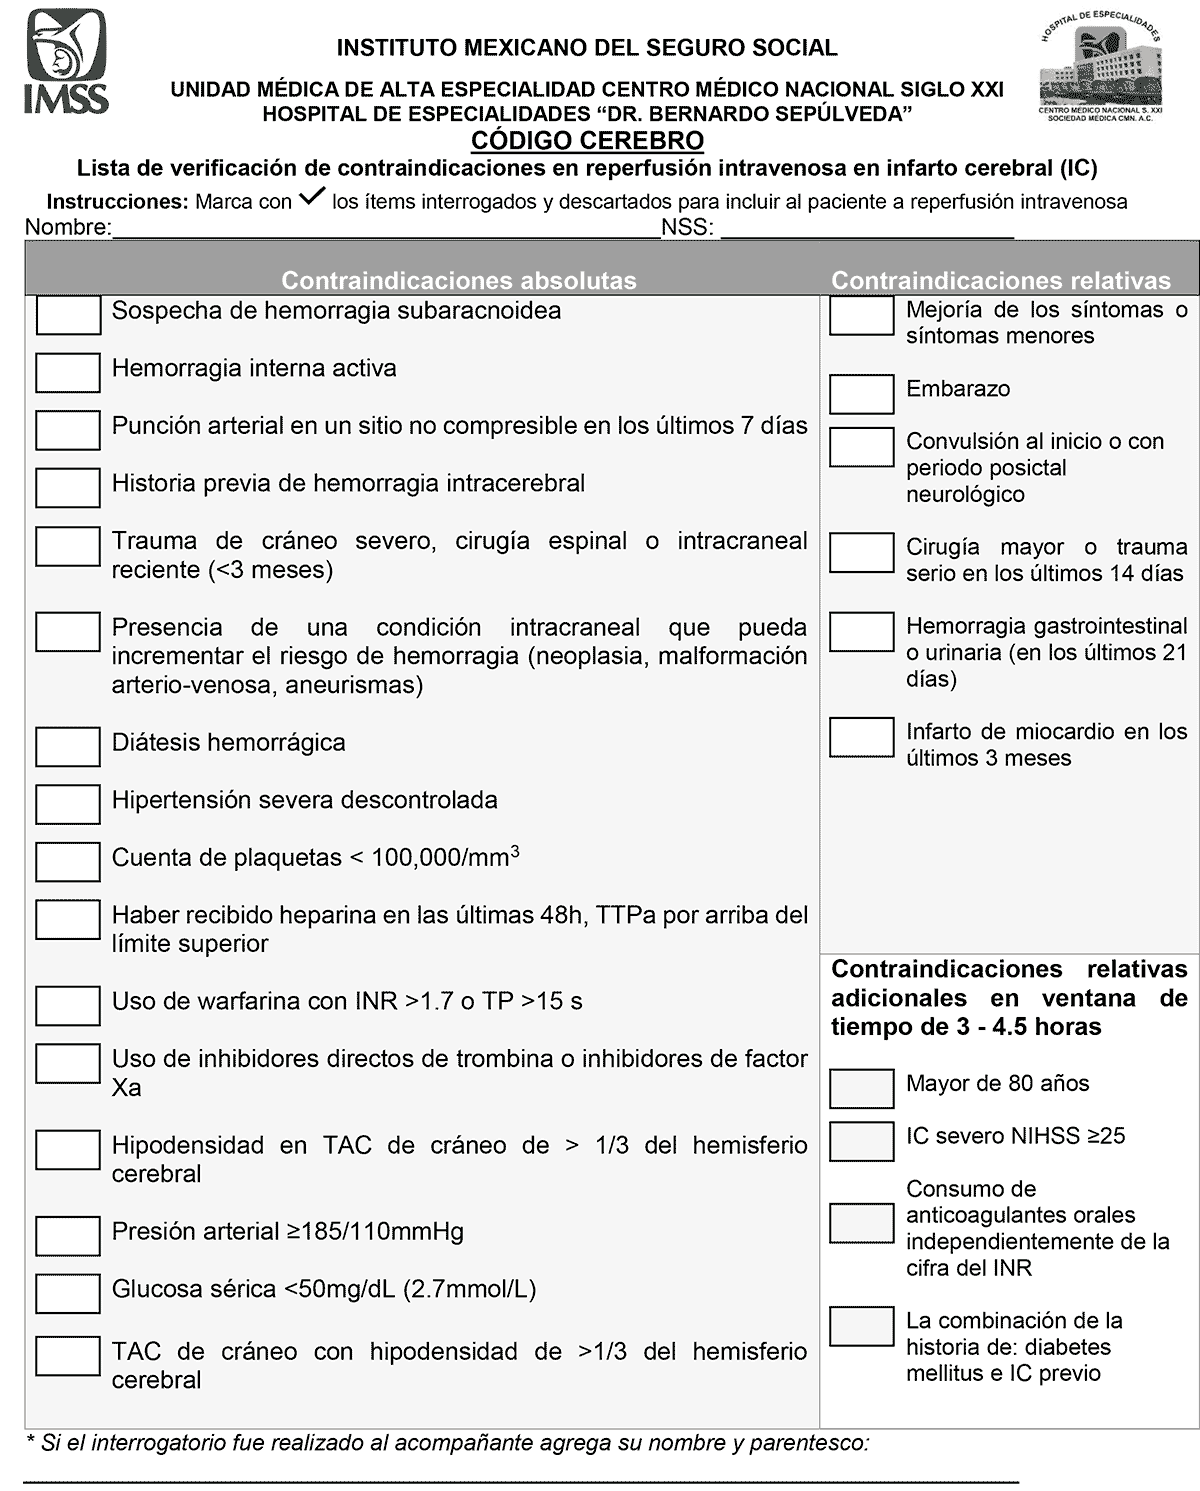 IMSS
HOSPITAL DE ESPECIALIDADES
CENTRO MÉDICO NACIONAL S. XXI
SOCIEDAD MÉDICA CMN. A.C.
INSTITUTO MEXICANO DEL SEGURO SOCIAL
UNIDAD MÉDICA DE ALTA ESPECIALIDAD CENTRO MÉDICO NACIONAL SIGLO XXI
HOSPITAL DE ESPECIALIDADES “DR. BERNARDO SEPÚLVEDA”
CÓDIGO CEREBRO
Lista de verificación de contraindicaciones en reperfusión intravenosa en infarto cerebral (IC)
Instrucciones: Marca con ✓ los ítems interrogados y descartados para incluir al paciente a reperfusión intravenosa
Nombre: NSS:
Contraindicaciones absolutas
Sospecha de hemorragia subaracnoidea
Hemorragia interna activa
Punción arterial en un sitio no compresible en los últimos 7 días
Historia previa de hemorragia intracerebral
Trauma de cráneo severo, cirugía espinal o intracraneal
reciente (<3 meses)
Presencia de una condición intracraneal que pueda
incrementar el riesgo de hemorragia (neoplasia, malformación
arterio-venosa, aneurismas)
Diátesis hemorrágica
Hipertensión severa descontrolada
Cuenta de plaquetas < 100,000/mm³
Haber recibido heparina en las últimas 48h, TTPa por arriba del
límite superior
Uso de warfarina con INR >1.7 o TP >15 s
Uso de inhibidores directos de trombina o inhibidores de factor
Xa
Hipodensidad en TAC de cráneo de > 1/3 del hemisferio
cerebral
Presión arterial ≥185/110mmHg
Glucosa sérica <50mg/dL (2.7mmol/L)
TAC de cráneo con hipodensidad de >1/3 del hemisferio
cerebral
Contraindicaciones relativas
Mejoría de los síntomas o
síntomas menores
Embarazo
Convulsión al inicio o con
periodo posictal
neurológico
Cirugía mayor o trauma
serio en los últimos 14 días
Hemorragia gastrointestinal
o urinaria (en los últimos 21
días)
Infarto de miocardio en los
últimos 3 meses
Contraindicaciones relativas
adicionales en ventana de
tiempo de 3 - 4.5 horas
Mayor de 80 años
IC severo NIHSS ≥25
Consumo de
anticoagulantes orales
independientemente de la
cifra del INR
La combinación de la
historia de: diabetes
mellitus e IC previo
* Si el interrogatorio fue realizado al acompañante agrega su nombre y parentesco: